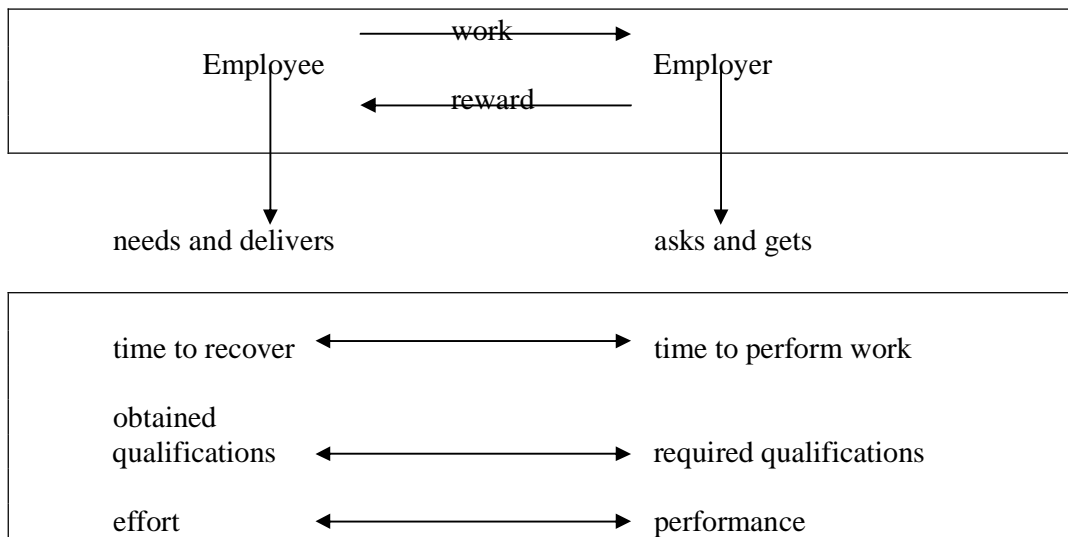 work
Employee Employer
reward
needs and delivers asks and gets
time to recover time to perform work
obtained
qualifications required qualifications
effort performance